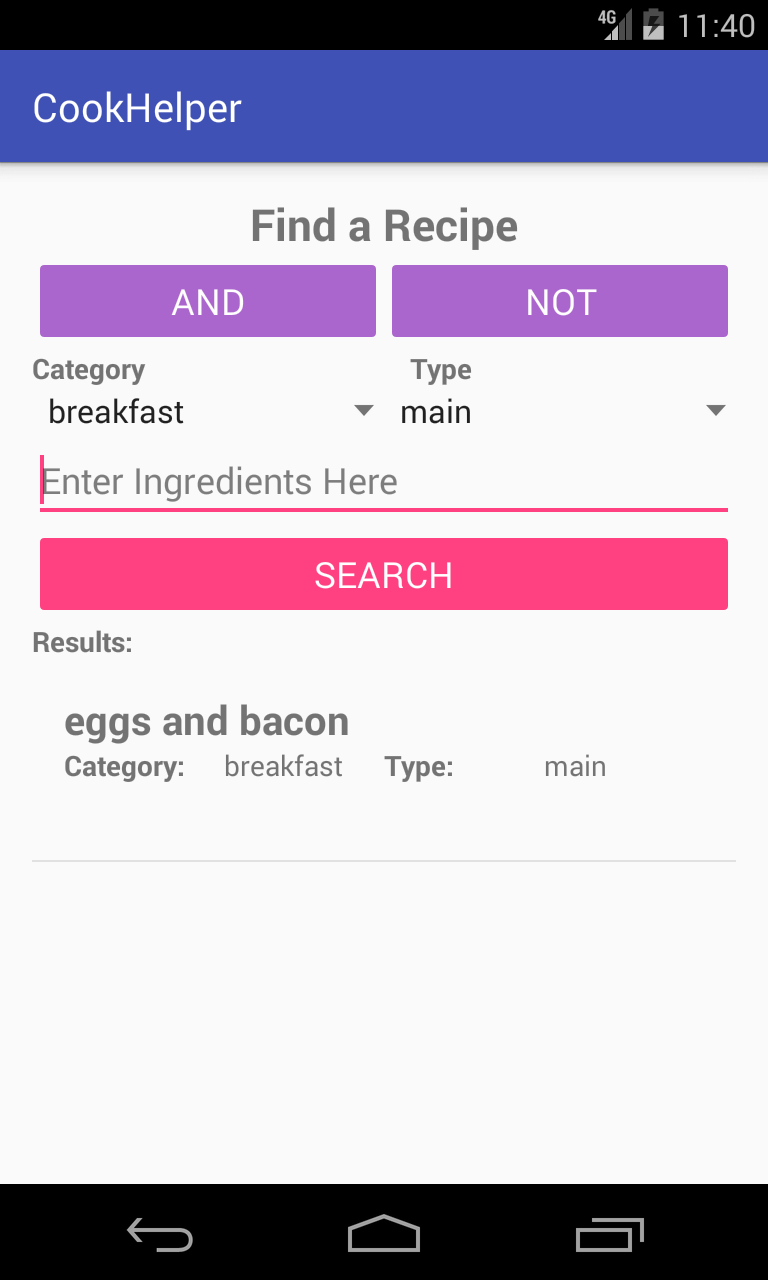 4G 11:40
CookHelper
Find a Recipe
AND NOT
Category Type
breakfast main
Enter Ingredients Here
SEARCH
Results:
eggs and bacon
Category: breakfast Type: main